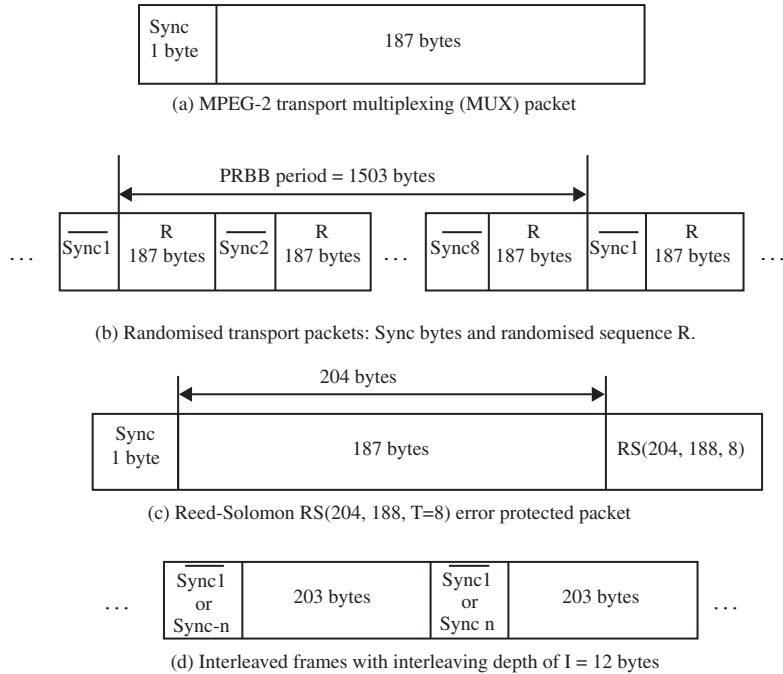 Sync
1 byte
187 bytes
(a) MPEG-2 transport multiplexing (MUX) packet
PRBB period = 1503 bytes
... Sync1 R 187 bytes Sync2 R 187 bytes ... Sync8 R 187 bytes Sync1 R 187 bytes ...
(b) Randomised transport packets: Sync bytes and randomised sequence R.
204 bytes
Sync
1 byte
187 bytes
RS(204, 188, 8)
(c) Reed-Solomon RS(204, 188, T=8) error protected packet
...
Sync1
or
Sync-n
203 bytes
Sync1
or
Sync n
203 bytes
...
(d) Interleaved frames with interleaving depth of I = 12 bytes